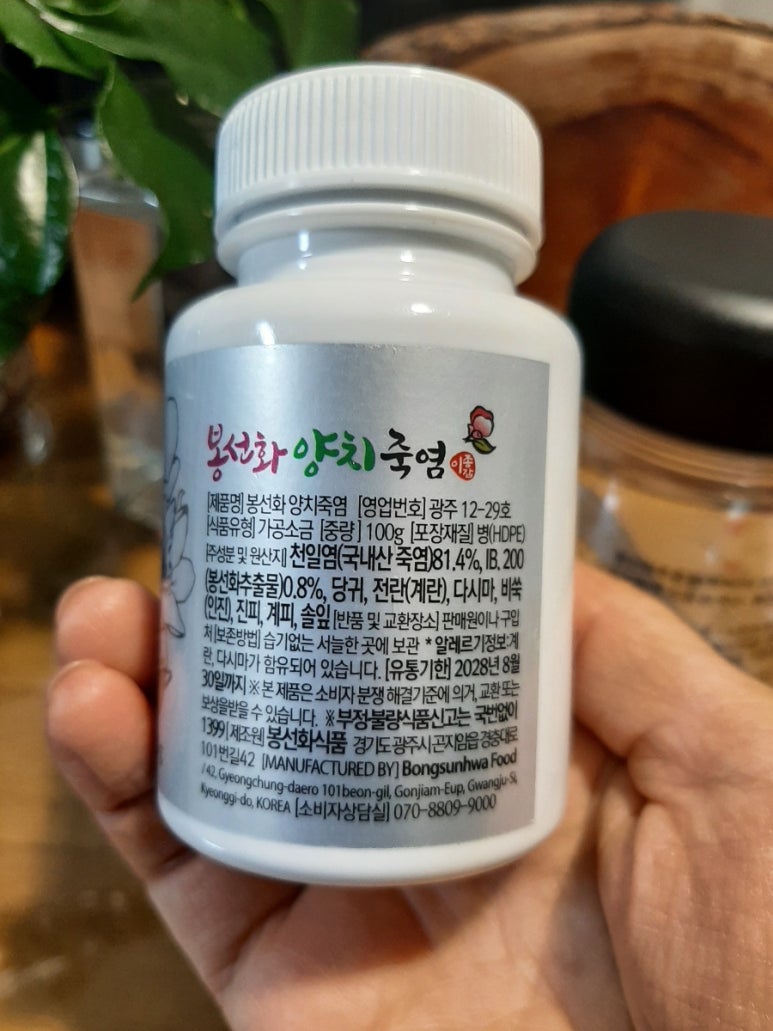 봉선화 양치 죽염
[제품명] 봉선화 양치죽염 [영업번호] 광주 12-29호
[식품유형] 가공소금 [중량] 100g [포장재질] 병(HDPE)
[주성분 및 원산지] 천일염(국내산 죽염)81.4%, IB. 200
(봉선화추출물)0.8%, 당귀, 전란(계란), 다시마, 비쑥
(인진), 진피, 계피, 솔잎 [반품 및 교환장소] 판매원이나 구입
처 [보존방법] 습기없는 서늘한 곳에 보관 * 알레르기정보:계
란, 다시마가 함유되어 있습니다. [유통기한] 2028년 8월
30일까지 ※ 본 제품은 소비자 분쟁 해결기준에 의거, 교환 또는
보상을받을 수 있습니다. ※부정·불량식품신고는 국번없이
1399 [제조원] 봉선화식품 경기도 광주시 곤지암읍 경충대로
101번길42 [MANUFACTURED BY] Bongsunhwa Food
/ 42, Gyeongchung-daero 101beon-gil, Gonjiam-Eup, Gwangju-Si,
Kyeonggi-do, KOREA [소비자상담실] 070-8809-9000